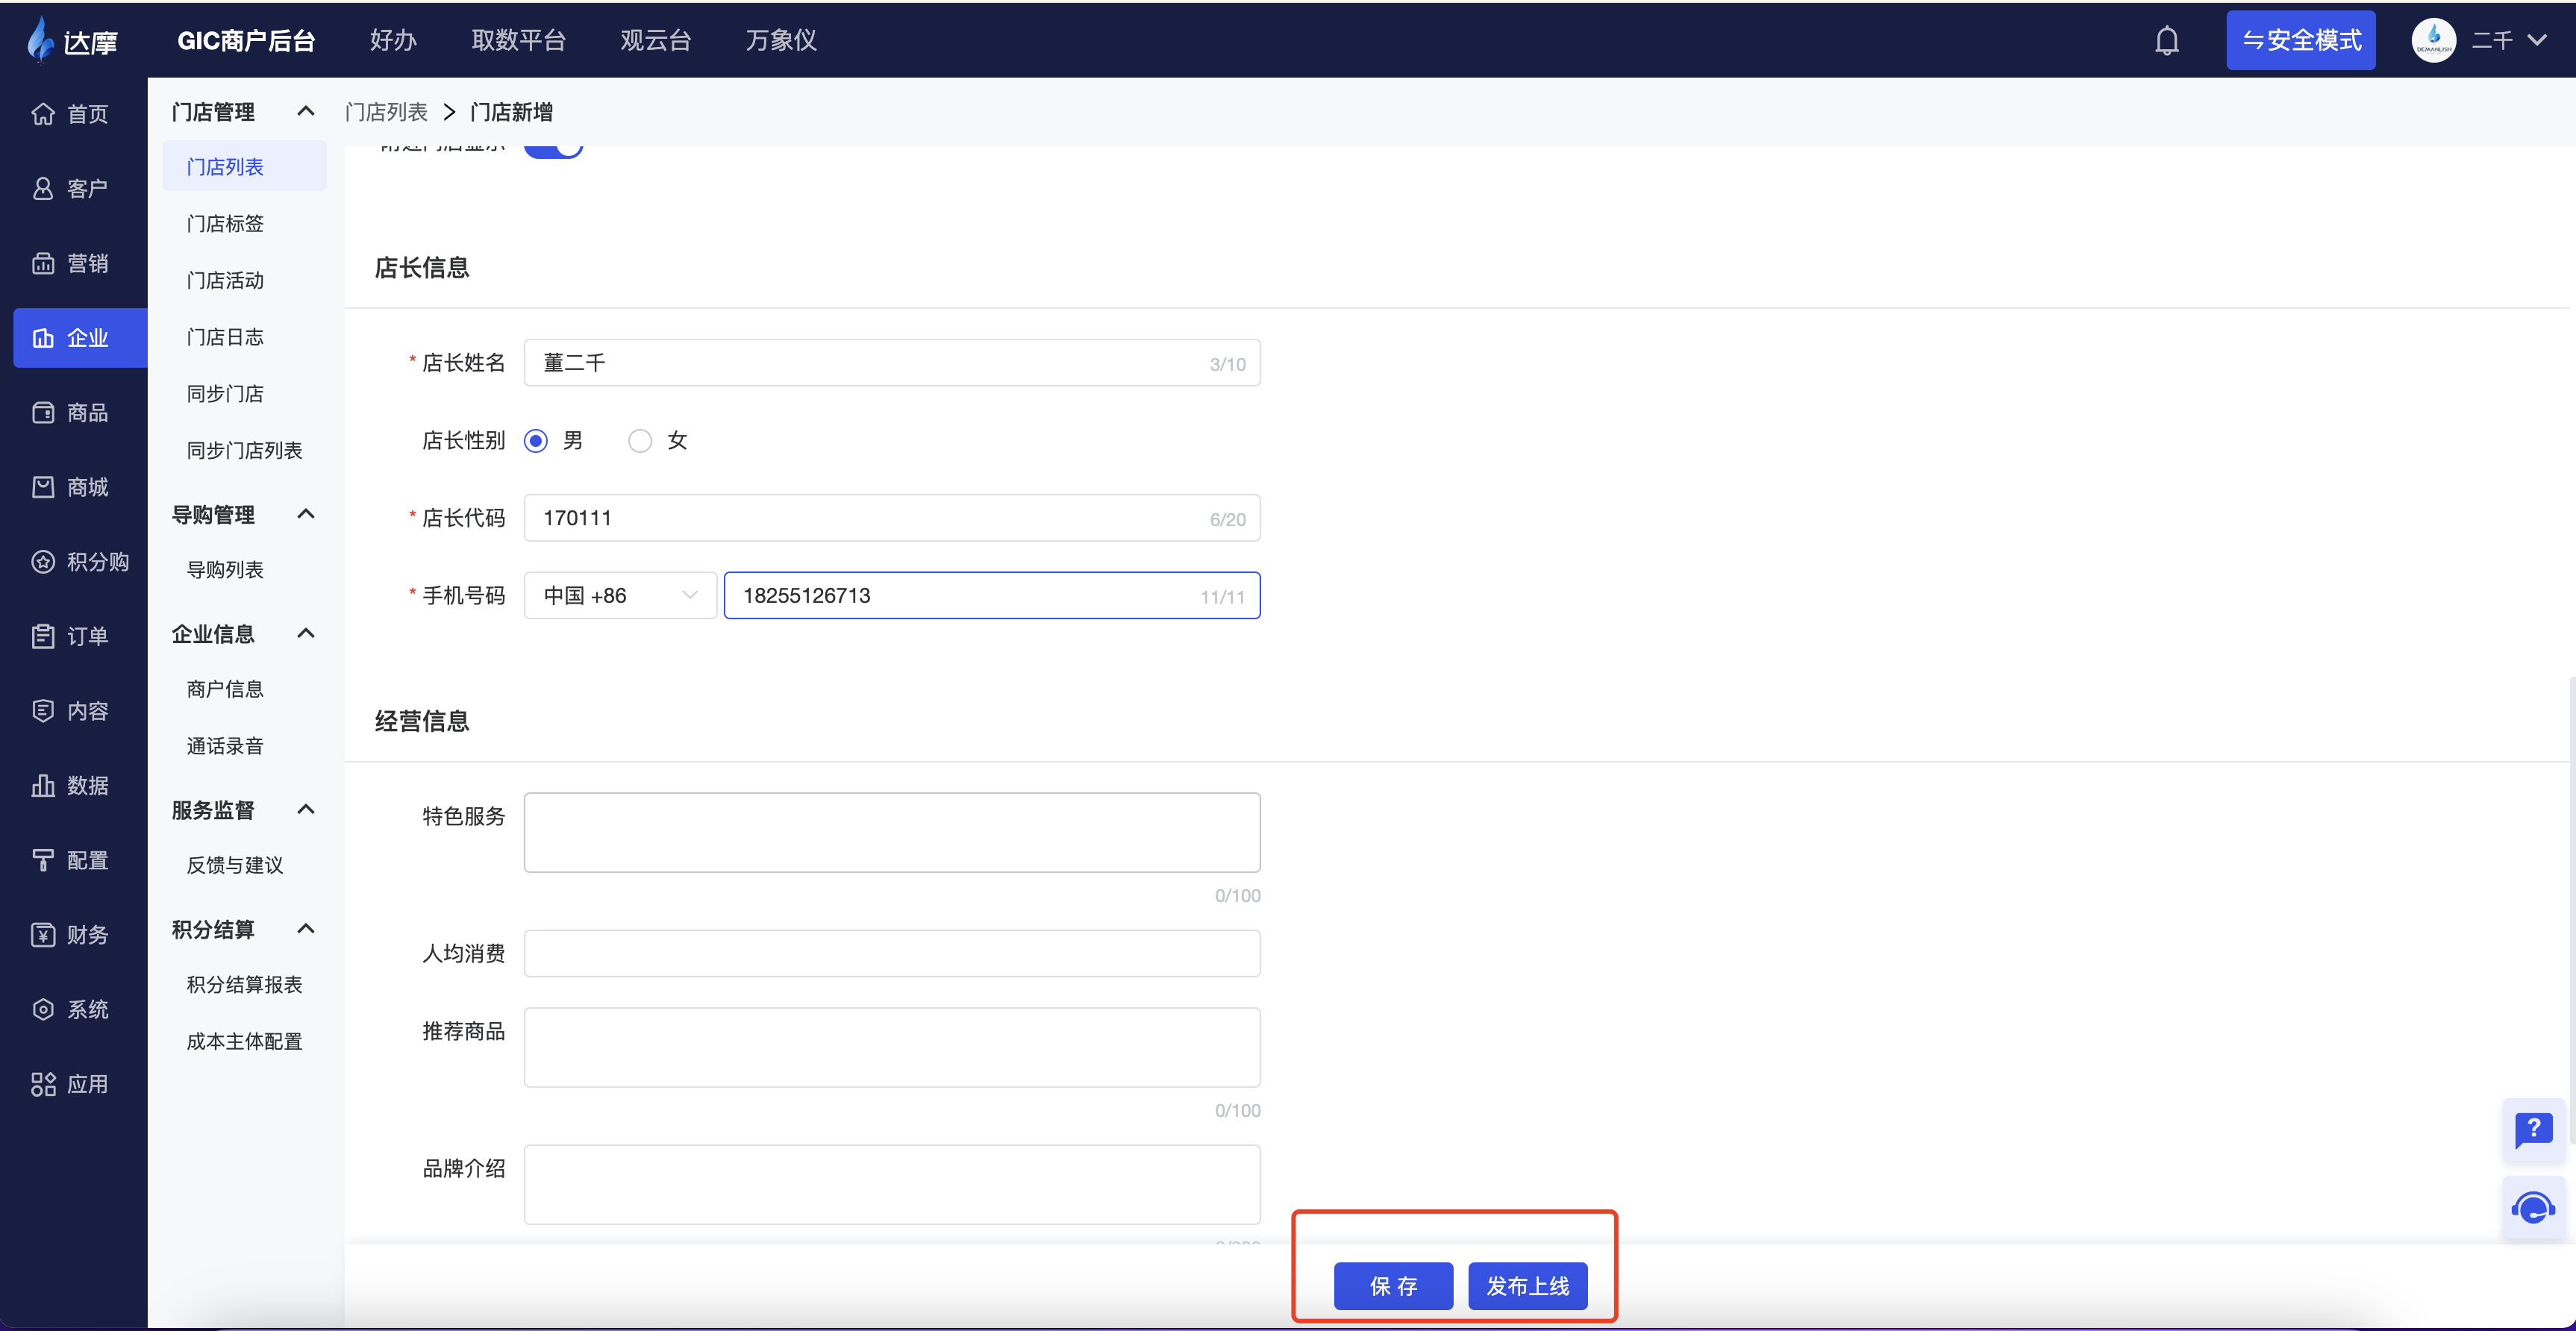 达摩
GIC商户后台
好办
取数平台
观云台
万象仪
安全模式
DEMANLISH
二千
首页
客户
营销
企业
商品
商城
积分购
订单
内容
数据
配置
财务
系统
应用
门店管理
门店列表
门店标签
门店活动
门店日志
同步门店
同步门店列表
导购管理
导购列表
企业信息
商户信息
通话录音
服务监督
反馈与建议
积分结算
积分结算报表
成本主体配置
门店列表 > 门店新增
附近门店显示
店长信息
* 店长姓名 董二千 3/10
店长性别 男 女
* 店长代码 170111 6/20
* 手机号码 中国 +86 18255126713 11/11
经营信息
特色服务
0/100
人均消费
推荐商品
0/100
品牌介绍
保 存 发布上线